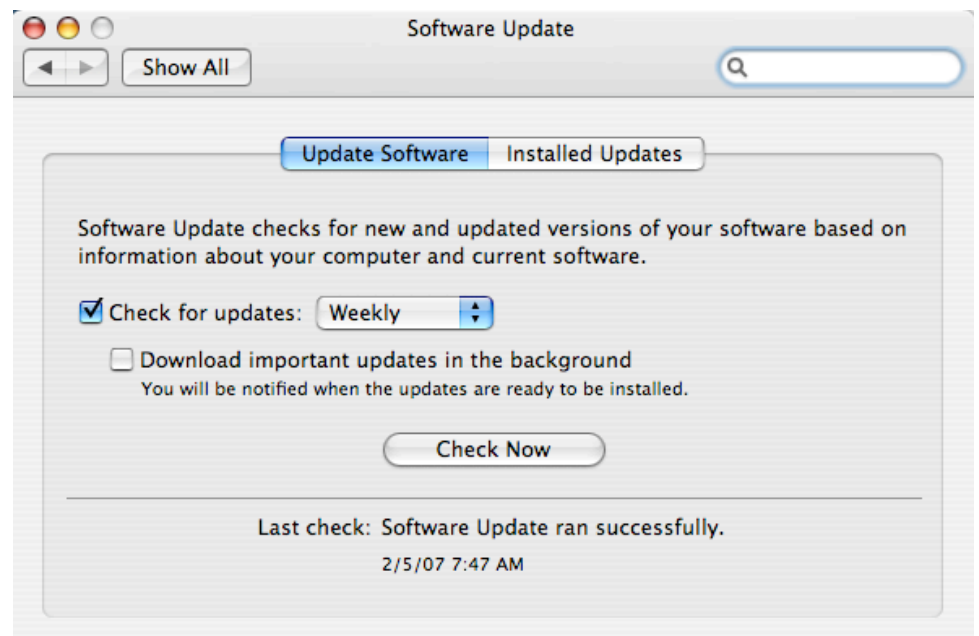 Software Update
Show All
Update Software Installed Updates
Software Update checks for new and updated versions of your software based on
information about your computer and current software.
Check for updates: Weekly
Download important updates in the background
You will be notified when the updates are ready to be installed.
Check Now
Last check: Software Update ran successfully.
2/5/07 7:47 AM